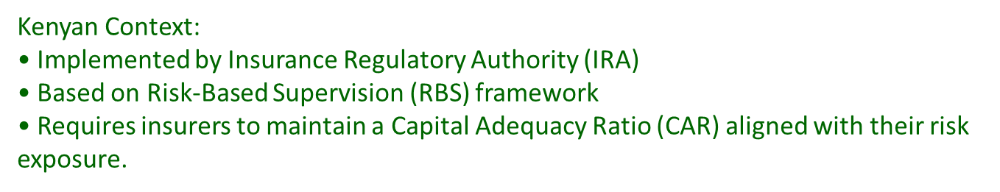 Kenyan Context:
• Implemented by Insurance Regulatory Authority (IRA)
• Based on Risk-Based Supervision (RBS) framework
• Requires insurers to maintain a Capital Adequacy Ratio (CAR) aligned with their risk
exposure.